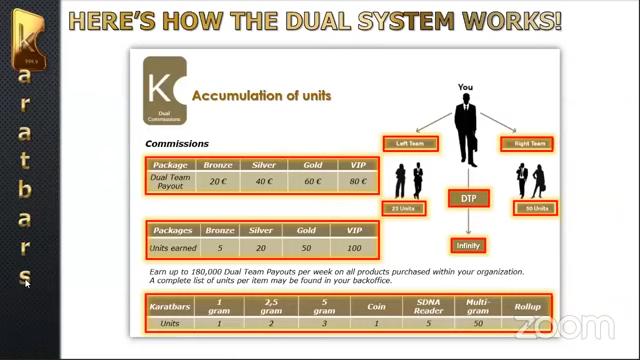 HERE'S HOW THE DUAL SYSTEM WORKS!
K
999.9
a
r
a
t
b
a
r
s
K
Dual
Commissions
Accumulation of units
You
Left Team
Right Team
Commissions
Package Bronze Silver Gold VIP
Dual Team Payout 20 € 40 € 60 € 80 €
25 Units
DTP
50 Units
Packages Bronze Silver Gold VIP
Units earned 5 20 50 100
Infinity
Earn up to 180,000 Dual Team Payouts per week on all products purchased within your organization.
A complete list of units per item may be found in your backoffice.
Karatbars 1 gram 2,5 gram 5 gram Coin SDNA Reader Multi-gram Rollup
Units 1 2 3 1 5 50
zoom